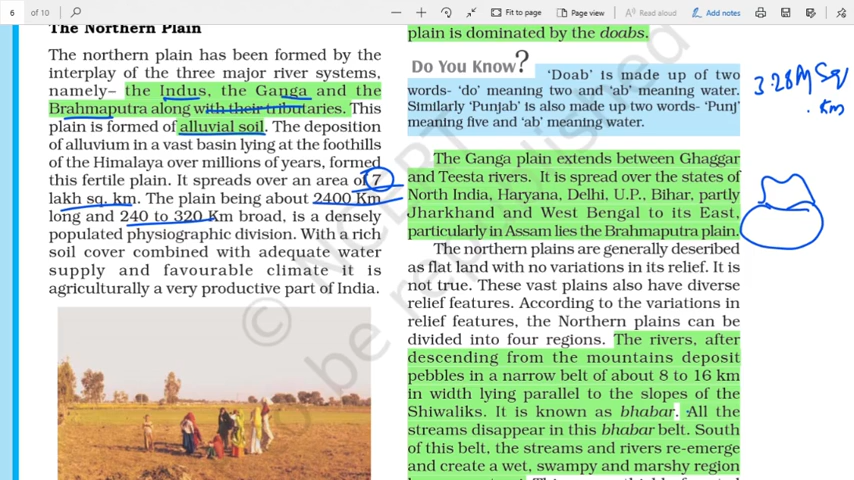 6 of 10
Fit to page
Page view
Read aloud
Add notes
The Northern Plain
The northern plain has been formed by the
interplay of the three major river systems,
namely– the Indus, the Ganga and the
Brahmaputra along with their tributaries. This
plain is formed of alluvial soil. The deposition
of alluvium in a vast basin lying at the foothills
of the Himalaya over millions of years, formed
this fertile plain. It spreads over an area of 7
lakh sq. km. The plain being about 2400 Km
long and 240 to 320 Km broad, is a densely
populated physiographic division. With a rich
soil cover combined with adequate water
supply and favourable climate it is
agriculturally a very productive part of India.
plain is dominated by the doabs.
Do You Know?
'Doab' is made up of two
words- 'do' meaning two and 'ab' meaning water.
Similarly 'Punjab' is also made up two words- 'Punj'
meaning five and 'ab' meaning water.
The Ganga plain extends between Ghaggar
and Teesta rivers. It is spread over the states of
North India, Haryana, Delhi, U.P., Bihar, partly
Jharkhand and West Bengal to its East,
particularly in Assam lies the Brahmaputra plain.
The northern plains are generally described
as flat land with no variations in its relief. It is
not true. These vast plains also have diverse
relief features. According to the variations in
relief features, the Northern plains can be
divided into four regions. The rivers, after
descending from the mountains deposit
pebbles in a narrow belt of about 8 to 16 km
in width lying parallel to the slopes of the
Shiwaliks. It is known as bhabar. All the
streams disappear in this bhabar belt. South
of this belt, the streams and rivers re-emerge
and create a wet, swampy and marshy region
3.28
Sq
Km
© NCERT
be republished